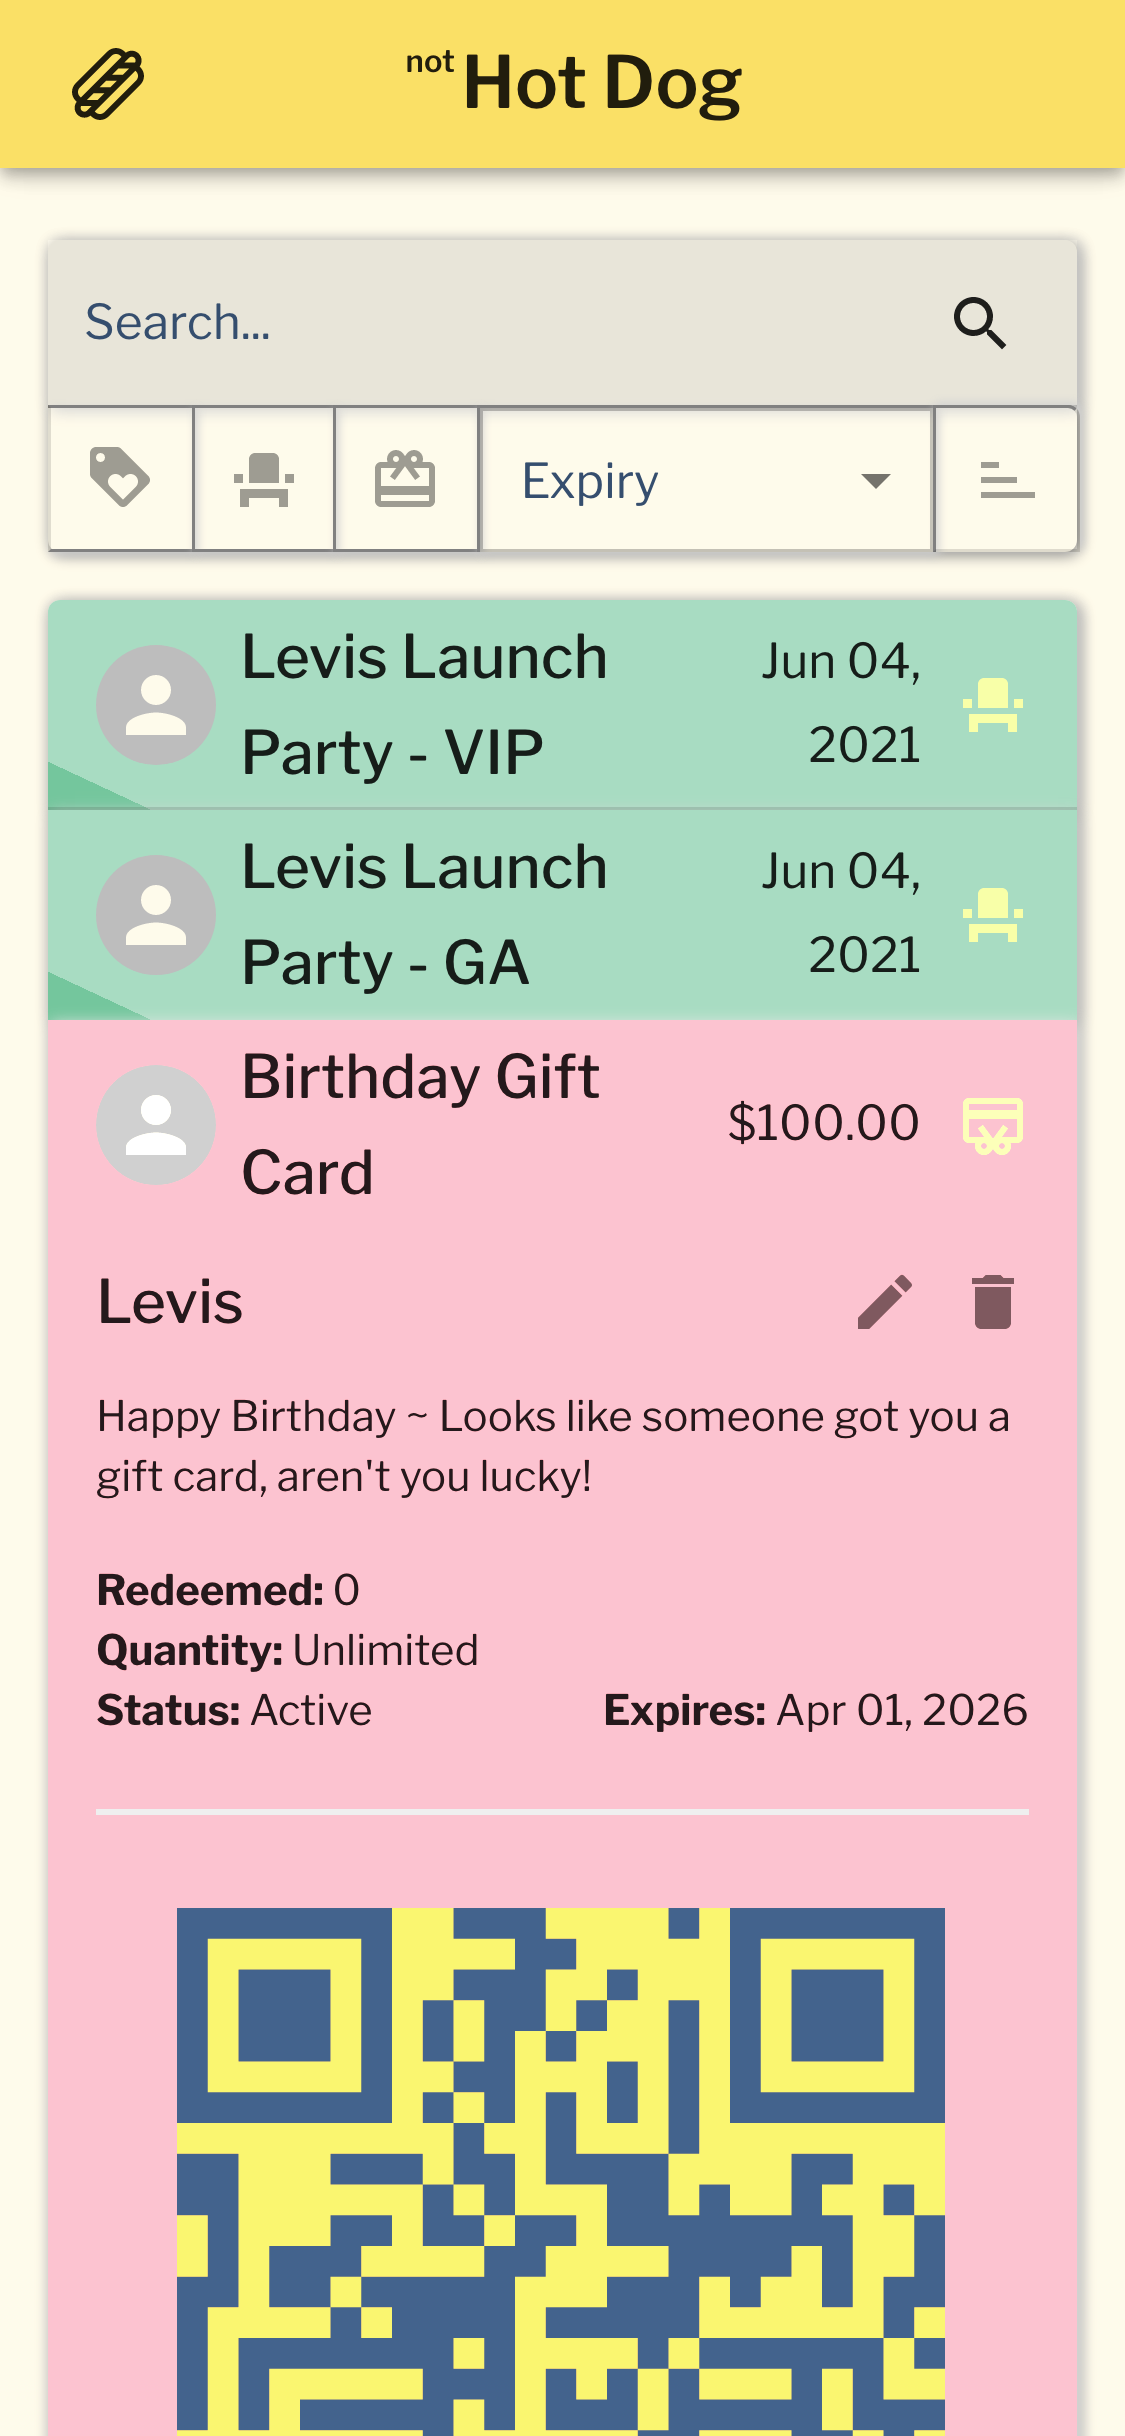 not Hot Dog
Search...
Expiry
Levis Launch
Party - VIP
Jun 04,
2021
Levis Launch
Party - GA
Jun 04,
2021
Birthday Gift
Card
$100.00
Levis
Happy Birthday ~ Looks like someone got you a
gift card, aren't you lucky!
Redeemed: 0
Quantity: Unlimited
Status: Active
Expires: Apr 01, 2026